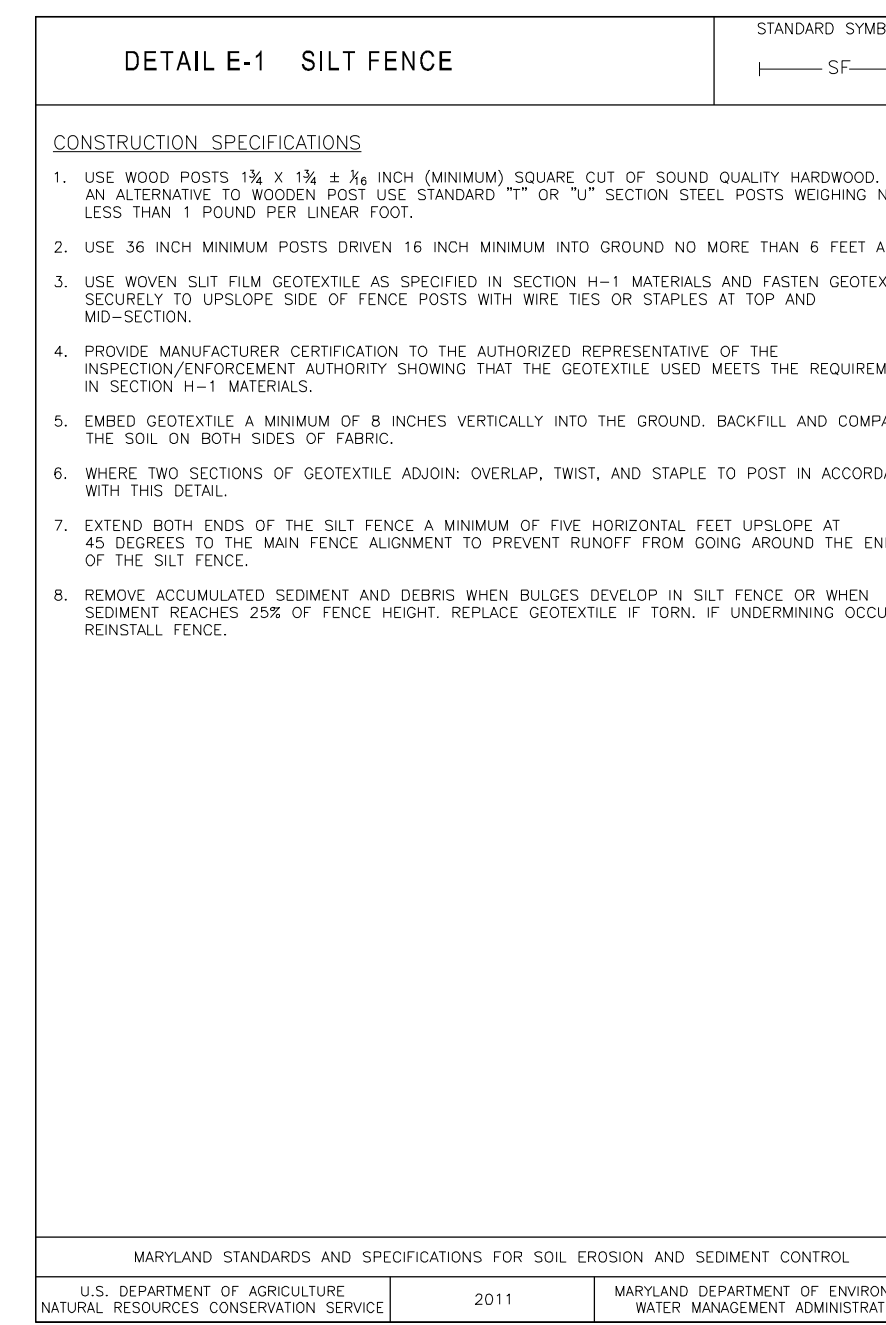 STANDARD SYMB
DETAIL E-1 SILT FENCE
SF
CONSTRUCTION SPECIFICATIONS
1. USE WOOD POSTS 1¾ X 1¾ ± 1⁄16 INCH (MINIMUM) SQUARE CUT OF SOUND QUALITY HARDWOOD.
AN ALTERNATIVE TO WOODEN POST USE STANDARD "T" OR "U" SECTION STEEL POSTS WEIGHING N
LESS THAN 1 POUND PER LINEAR FOOT.
2. USE 36 INCH MINIMUM POSTS DRIVEN 16 INCH MINIMUM INTO GROUND NO MORE THAN 6 FEET A
3. USE WOVEN SLIT FILM GEOTEXTILE AS SPECIFIED IN SECTION H-1 MATERIALS AND FASTEN GEOTEX
SECURELY TO UPSLOPE SIDE OF FENCE POSTS WITH WIRE TIES OR STAPLES AT TOP AND
MID-SECTION.
4. PROVIDE MANUFACTURER CERTIFICATION TO THE AUTHORIZED REPRESENTATIVE OF THE
INSPECTION/ENFORCEMENT AUTHORITY SHOWING THAT THE GEOTEXTILE USED MEETS THE REQUIREM
IN SECTION H-1 MATERIALS.
5. EMBED GEOTEXTILE A MINIMUM OF 8 INCHES VERTICALLY INTO THE GROUND. BACKFILL AND COMPA
THE SOIL ON BOTH SIDES OF FABRIC.
6. WHERE TWO SECTIONS OF GEOTEXTILE ADJOIN: OVERLAP, TWIST, AND STAPLE TO POST IN ACCORDA
WITH THIS DETAIL.
7. EXTEND BOTH ENDS OF THE SILT FENCE A MINIMUM OF FIVE HORIZONTAL FEET UPSLOPE AT
45 DEGREES TO THE MAIN FENCE ALIGNMENT TO PREVENT RUNOFF FROM GOING AROUND THE EN
OF THE SILT FENCE.
8. REMOVE ACCUMULATED SEDIMENT AND DEBRIS WHEN BULGES DEVELOP IN SILT FENCE OR WHEN
SEDIMENT REACHES 25% OF FENCE HEIGHT. REPLACE GEOTEXTILE IF TORN. IF UNDERMINING OCCU
REINSTALL FENCE.
MARYLAND STANDARDS AND SPECIFICATIONS FOR SOIL EROSION AND SEDIMENT CONTROL
U.S. DEPARTMENT OF AGRICULTURE
NATURAL RESOURCES CONSERVATION SERVICE
2011
MARYLAND DEPARTMENT OF ENVIRON
WATER MANAGEMENT ADMINISTRAT